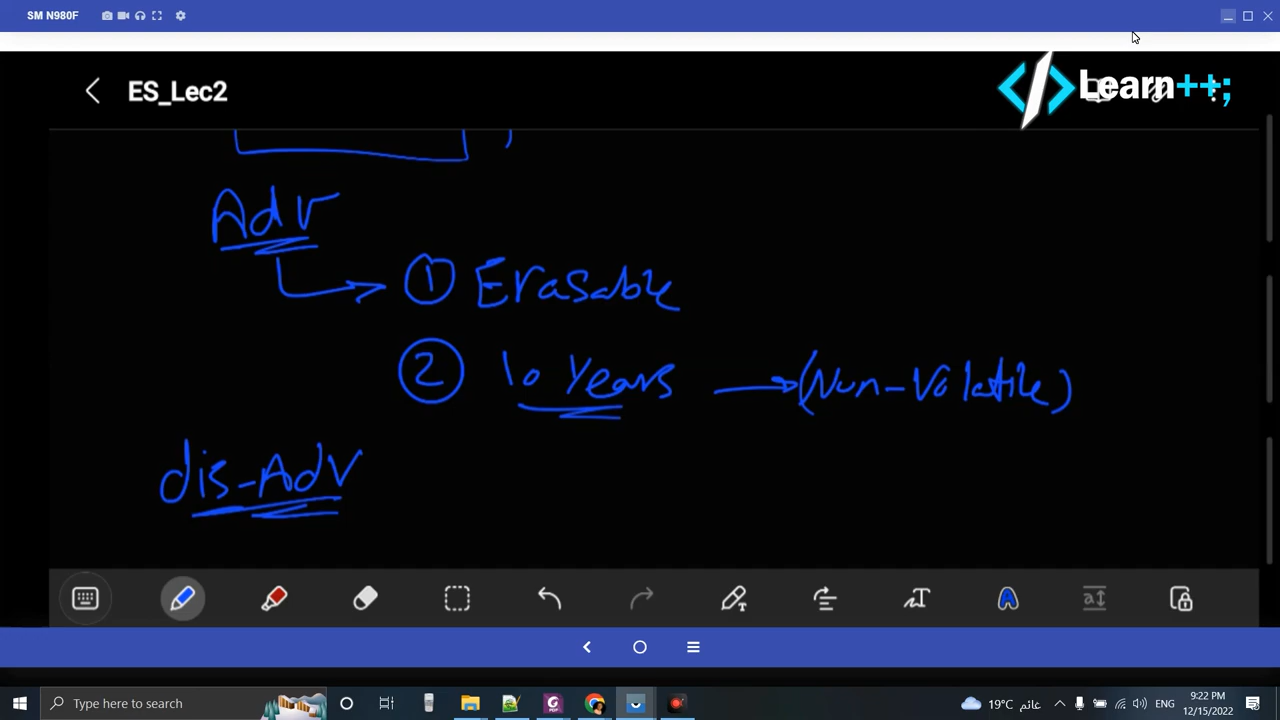 SM N980F
ES_Lec2
</> Learn++;
Adv
① Erasable
② 10 Years → (Non-Volatile)
dis-Adv
Type here to search
19°C غائم
ENG
9:22 PM
12/15/2022